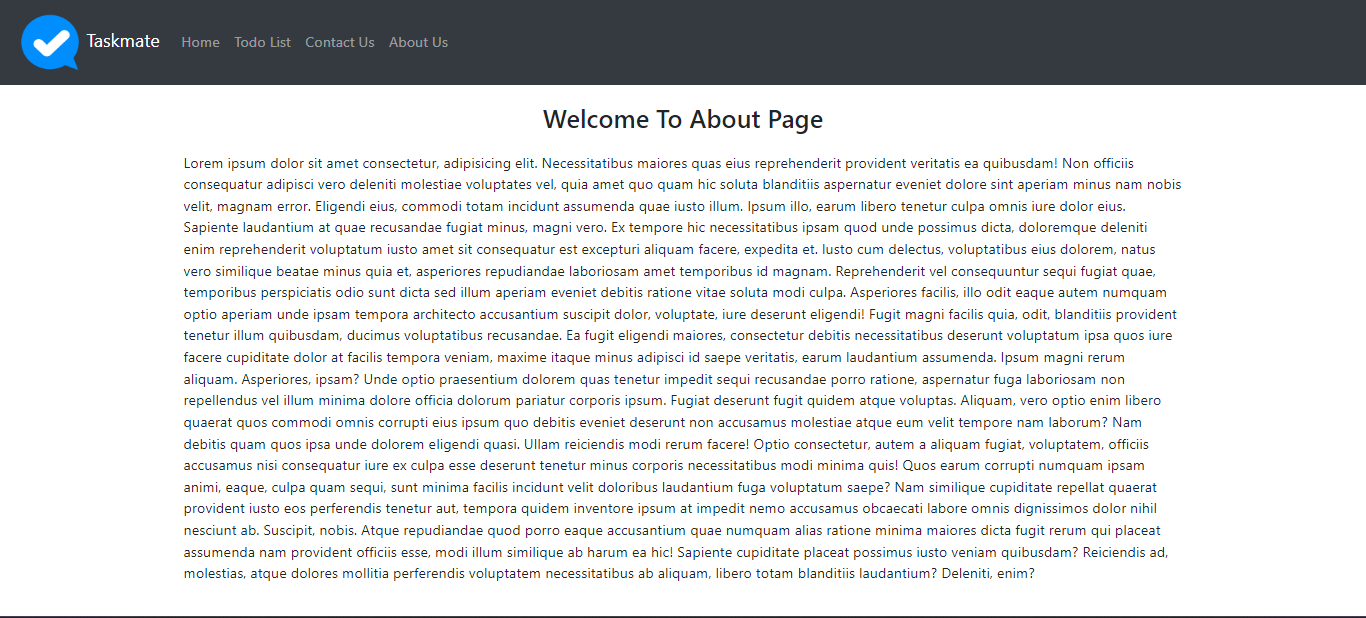 Taskmate Home Todo List Contact Us About Us
Welcome To About Page
Lorem ipsum dolor sit amet consectetur, adipisicing elit. Necessitatibus maiores quas eius reprehenderit provident veritatis ea quibusdam! Non officiis
consequatur adipisci vero deleniti molestiae voluptates vel, quia amet quo quam hic soluta blanditiis aspernatur eveniet dolore sint aperiam minus nam nobis
velit, magnam error. Eligendi eius, commodi totam incidunt assumenda quae iusto illum. Ipsum illo, earum libero tenetur culpa omnis iure dolor eius.
Sapiente laudantium at quae recusandae fugiat minus, magni vero. Ex tempore hic necessitatibus ipsam quod unde possimus dicta, doloremque deleniti
enim reprehenderit voluptatum iusto amet sit consequatur est excepturi aliquam facere, expedita et. Iusto cum delectus, voluptatibus eius dolorem, natus
vero similique beatae minus quia et, asperiores repudiandae laboriosam amet temporibus id magnam. Reprehenderit vel consequuntur sequi fugiat quae,
temporibus perspiciatis odio sunt dicta sed illum aperiam eveniet debitis ratione vitae soluta modi culpa. Asperiores facilis, illo odit eaque autem numquam
optio aperiam unde ipsam tempora architecto accusantium suscipit dolor, voluptate, iure deserunt eligendi! Fugit magni facilis quia, odit, blanditiis provident
tenetur illum quibusdam, ducimus voluptatibus recusandae. Ea fugit eligendi maiores, consectetur debitis necessitatibus deserunt voluptatum ipsa quos iure
facere cupiditate dolor at facilis tempora veniam, maxime itaque minus adipisci id saepe veritatis, earum laudantium assumenda. Ipsum magni rerum
aliquam. Asperiores, ipsam? Unde optio praesentium dolorem quas tenetur impedit sequi recusandae porro ratione, aspernatur fuga laboriosam non
repellendus vel illum minima dolore officia dolorum pariatur corporis ipsum. Fugiat deserunt fugit quidem atque voluptas. Aliquam, vero optio enim libero
quaerat quos commodi omnis corrupti eius ipsum quo debitis eveniet deserunt non accusamus molestiae atque eum velit tempore nam laborum? Nam
debitis quam quos ipsa unde dolorem eligendi quasi. Ullam reiciendis modi rerum facere! Optio consectetur, autem a aliquam fugiat, voluptatem, officiis
accusamus nisi consequatur iure ex culpa esse deserunt tenetur minus corporis necessitatibus modi minima quis! Quos earum corrupti numquam ipsam
animi, eaque, culpa quam sequi, sunt minima facilis incidunt velit doloribus laudantium fuga voluptatum saepe? Nam similique cupiditate repellat quaerat
provident iusto eos perferendis tenetur aut, tempora quidem inventore ipsum at impedit nemo accusamus obcaecati labore omnis dignissimos dolor nihil
nesciunt ab. Suscipit, nobis. Atque repudiandae quod porro eaque accusantium quae numquam alias ratione minima maiores dicta fugit rerum qui placeat
assumenda nam provident officiis esse, modi illum similique ab harum ea hic! Sapiente cupiditate placeat possimus iusto veniam quibusdam? Reiciendis ad,
molestias, atque dolores mollitia perferendis voluptatem necessitatibus ab aliquam, libero totam blanditiis laudantium? Deleniti, enim?